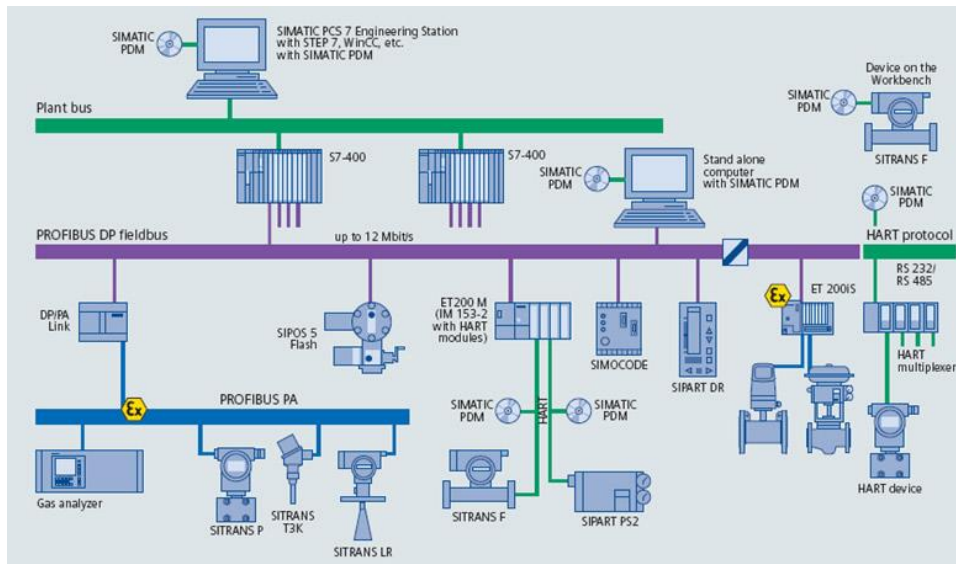 SIMATIC
PDM
SIMATIC PCS 7 Engineering Station
with STEP 7, WinCC, etc.
with SIMATIC PDM
Device on the
Workbench
SIMATIC
PDM
SITRANS F
Plant bus
S7-400
S7-400
SIMATIC
PDM
Stand alone
computer
with SIMATIC PDM
SIMATIC
PDM
PROFIBUS DP fieldbus
up to 12 Mbit/s
HART protocol
RS 232/
RS 485
DP/PA
Link
SIPOS 5
Flash
ET200 M
(IM 153-2
with HART
modules)
SIMOCODE
SIPART DR
Ex
ET 200iS
HART
multiplexer
Ex
PROFIBUS PA
SIMATIC
PDM
HART
SIMATIC
PDM
Gas analyzer
SITRANS P
SITRANS
T3K
SITRANS LR
SITRANS F
SIPART PS2
HART device